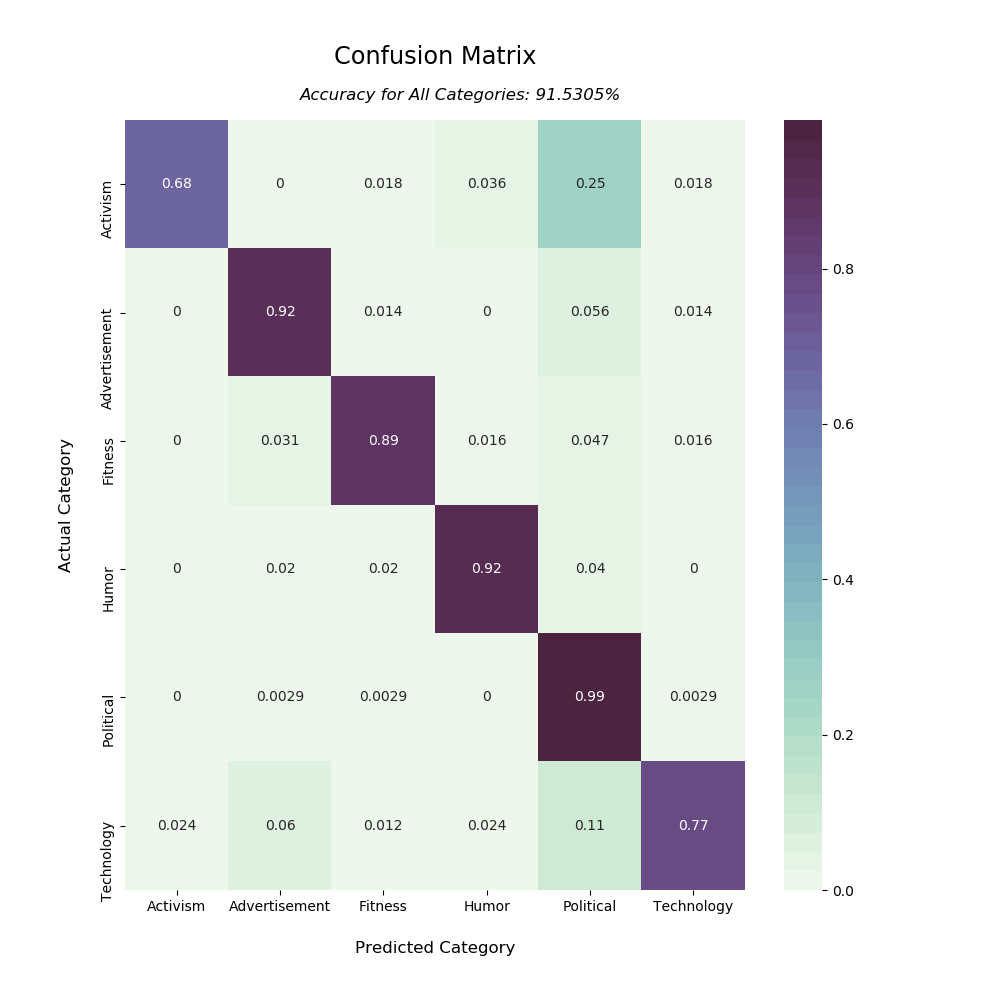 Confusion Matrix
Accuracy for All Categories: 91.5305%
Activism 0.68 0 0.018 0.036 0.25 0.018
Advertisement 0 0.92 0.014 0 0.056 0.014
Fitness 0 0.031 0.89 0.016 0.047 0.016
Humor 0 0.02 0.02 0.92 0.04 0
Political 0 0.0029 0.0029 0 0.99 0.0029
Technology 0.024 0.06 0.012 0.024 0.11 0.77
Activism Advertisement Fitness Humor Political Technology
Predicted Category
Actual Category
0.8
0.6
0.4
0.2
0.0